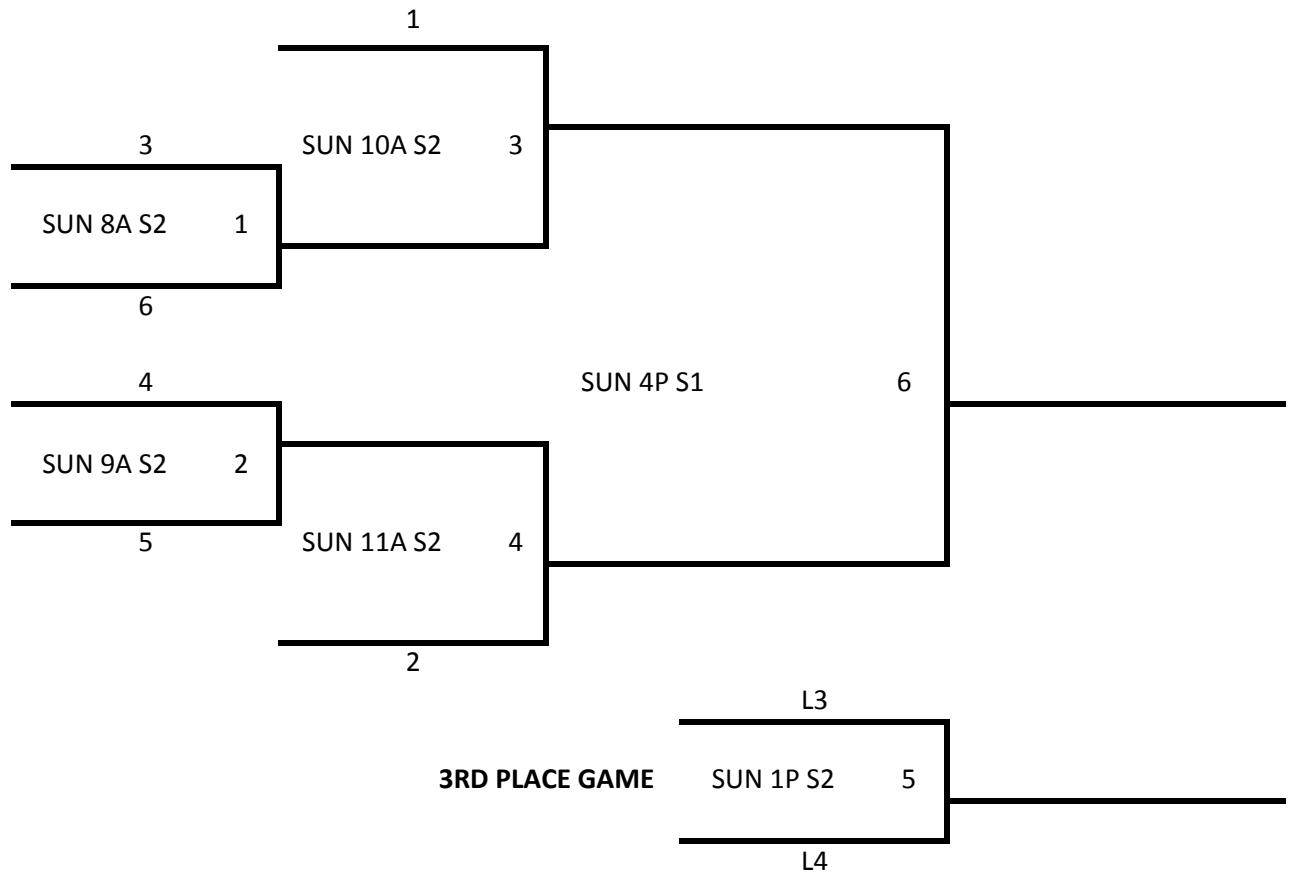 1
3
SUN 10A S2 3
SUN 8A S2 1
6
4
SUN 4P S1 6
SUN 9A S2 2
5
SUN 11A S2 4
2
L3
3RD PLACE GAME SUN 1P S2 5
L4